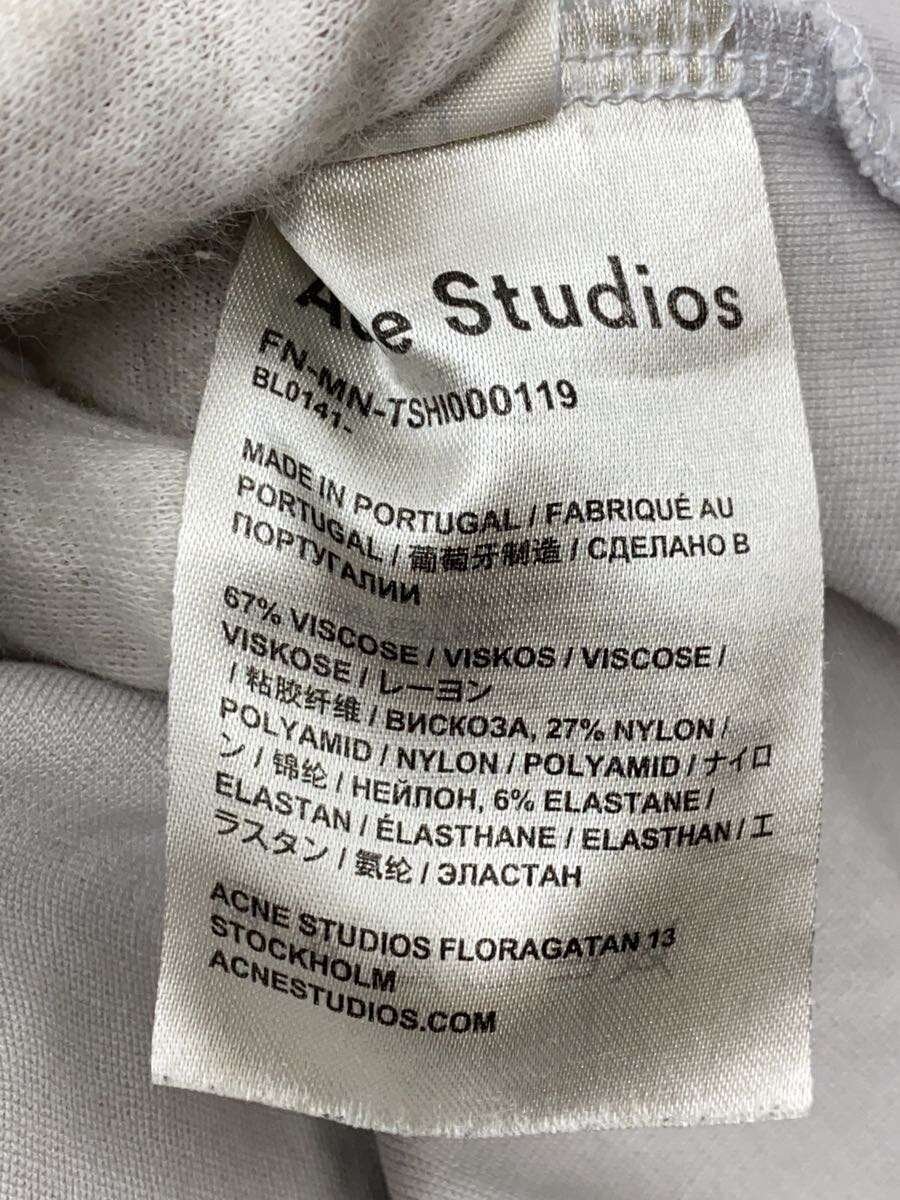 Ace Studios
FN-MN-TSHI000119
BL0141-
MADE IN PORTUGAL / FABRIQUÉ AU
PORTUGAL / 葡萄牙制造 / СДЕЛАНО В
ПОРТУГАЛИИ
67% VISCOSE / VISKOS / VISCOSE /
VISKOSE / レーヨン
/ 粘胶纤维 / ВИСКОЗА, 27% NYLON /
POLYAMID / NYLON / POLYAMID / ナイロ
ン / 锦纶 / НЕЙЛОН, 6% ELASTANE /
ELASTAN / ÉLASTHANE / ELASTHAN / エ
ラスタン / 氨纶 / ЭЛАСТАН
ACNE STUDIOS FLORAGATAN 13
STOCKHOLM
ACNESTUDIOS.COM